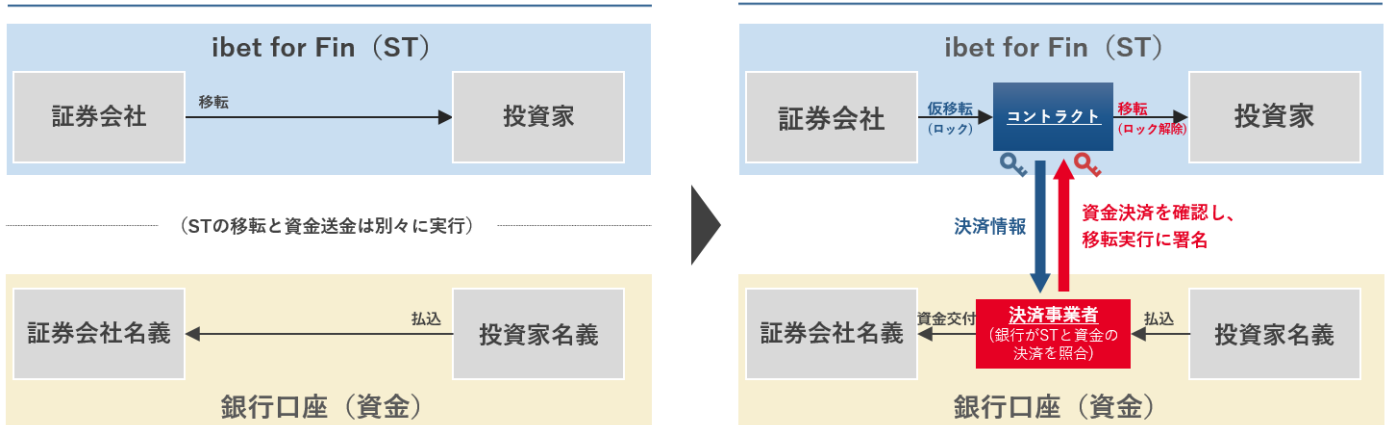 ibet for Fin（ST）
証券会社
移転
投資家
（STの移転と資金送金は別々に実行）
証券会社名義
払込
投資家名義
銀行口座（資金）
ibet for Fin（ST）
証券会社
仮移転
(ロック)
コントラクト
移転
(ロック解除)
投資家
決済情報
資金決済を確認し、
移転実行に署名
証券会社名義
資金交付
決済事業者
(銀行がSTと資金の
決済を照合)
払込
投資家名義
銀行口座（資金）